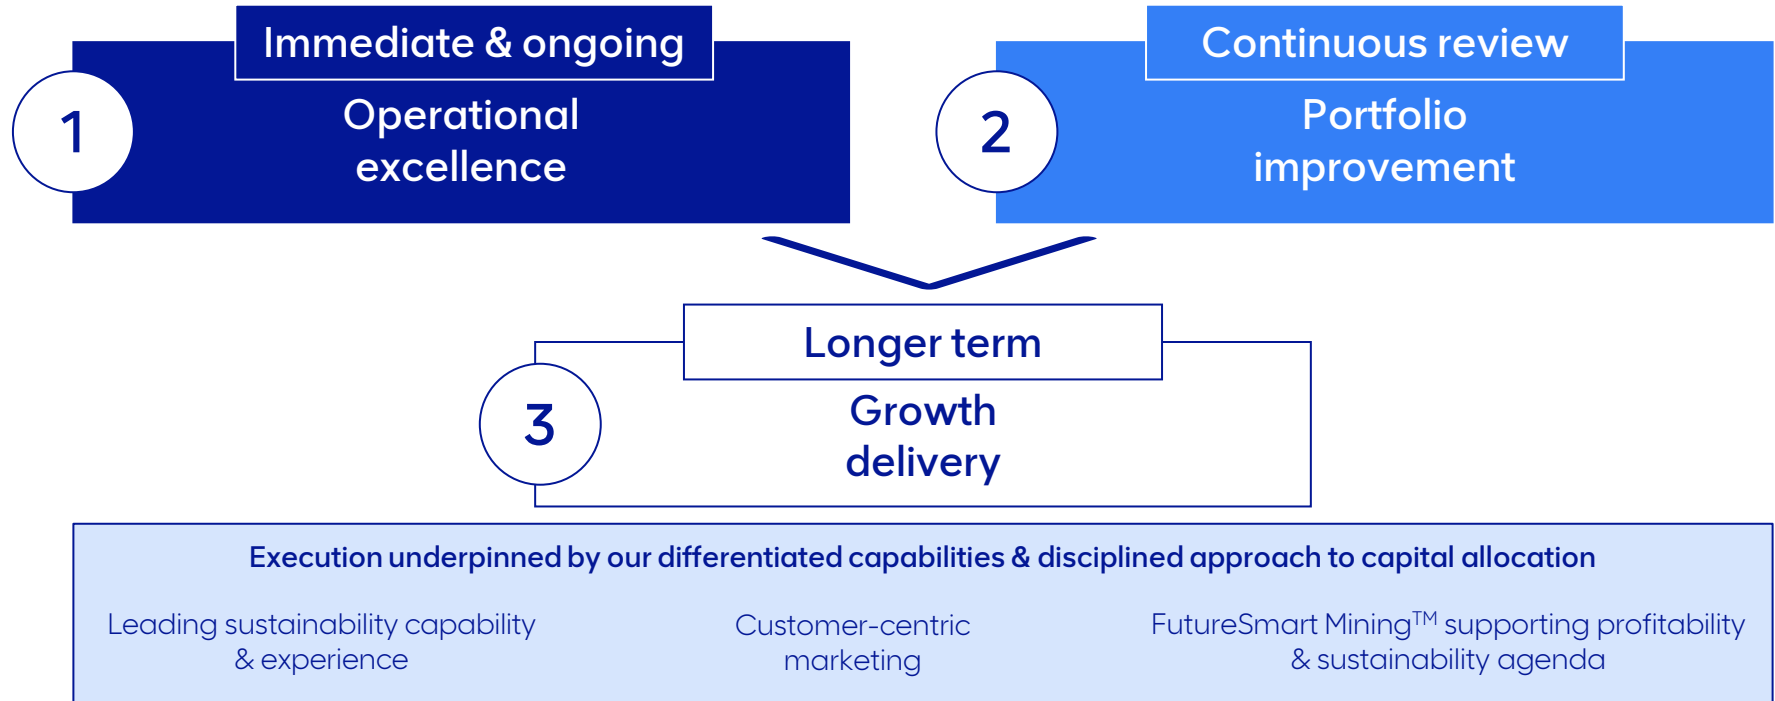 Immediate & ongoing
1
Operational
excellence
Continuous review
2
Portfolio
improvement
Longer term
3
Growth
delivery
Execution underpinned by our differentiated capabilities & disciplined approach to capital allocation
Leading sustainability capability
& experience
Customer-centric
marketing
FutureSmart Mining™ supporting profitability
& sustainability agenda